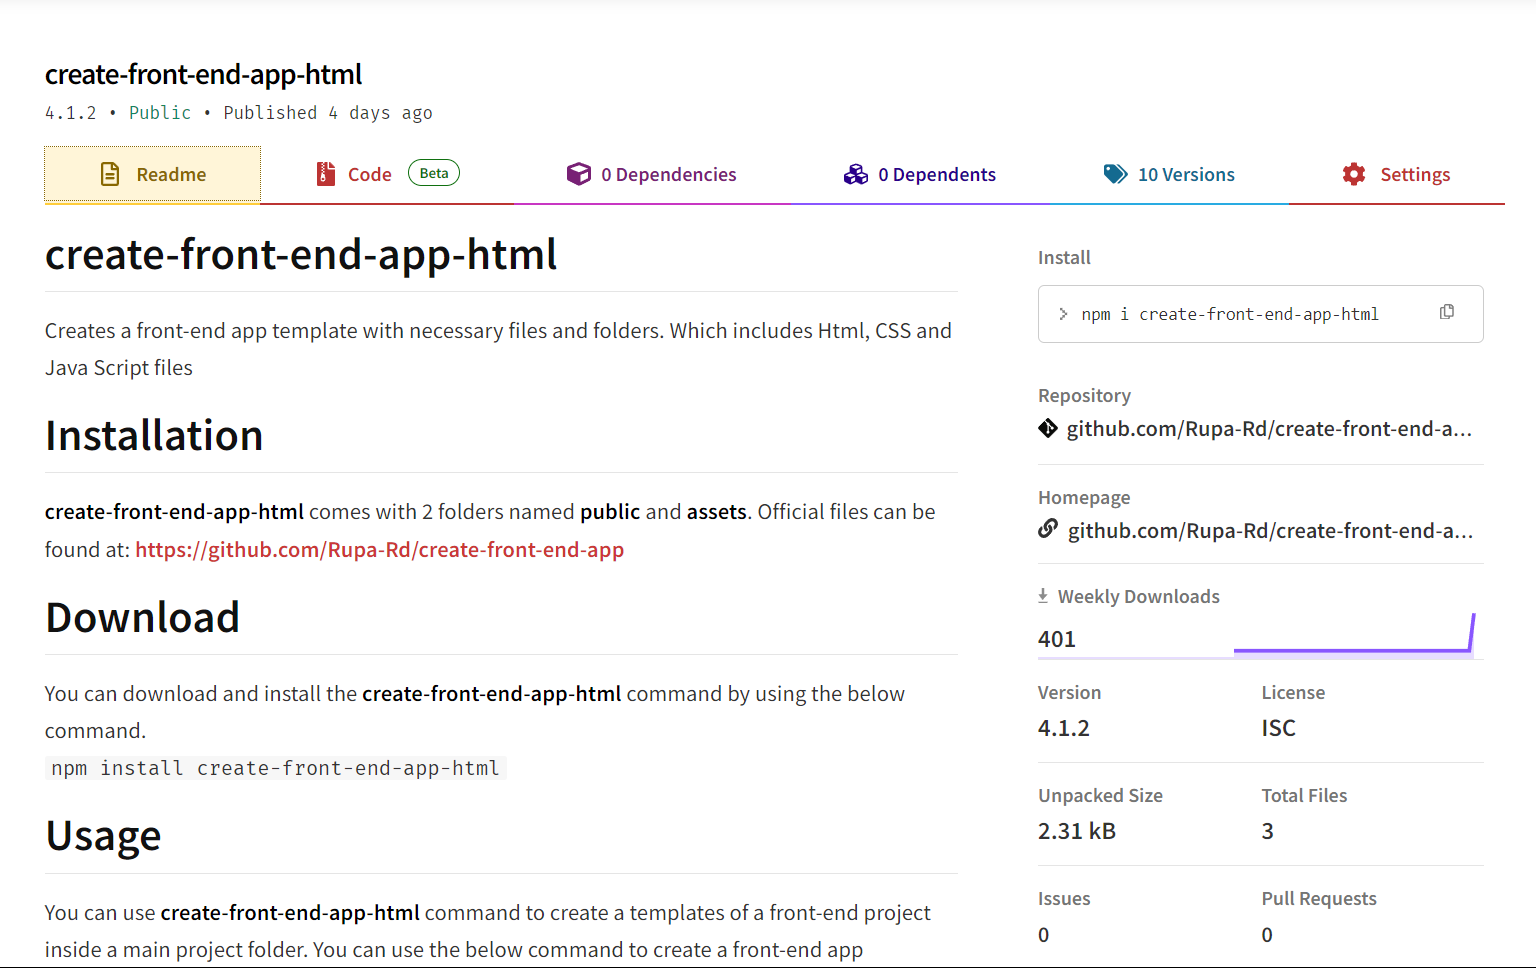 create-front-end-app-html
4.1.2 • Public • Published 4 days ago
Readme
Code Beta
0 Dependencies
0 Dependents
10 Versions
Settings
create-front-end-app-html
Creates a front-end app template with necessary files and folders. Which includes Html, CSS and
Java Script files
Installation
create-front-end-app-html comes with 2 folders named public and assets. Official files can be
found at: https://github.com/Rupa-Rd/create-front-end-app
Download
You can download and install the create-front-end-app-html command by using the below
command.
npm install create-front-end-app-html
Usage
You can use create-front-end-app-html command to create a templates of a front-end project
inside a main project folder. You can use the below command to create a front-end app
Install
> npm i create-front-end-app-html
Repository
github.com/Rupa-Rd/create-front-end-a...
Homepage
github.com/Rupa-Rd/create-front-end-a...
Weekly Downloads
401
Version
4.1.2
License
ISC
Unpacked Size
2.31 kB
Total Files
3
Issues
0
Pull Requests
0